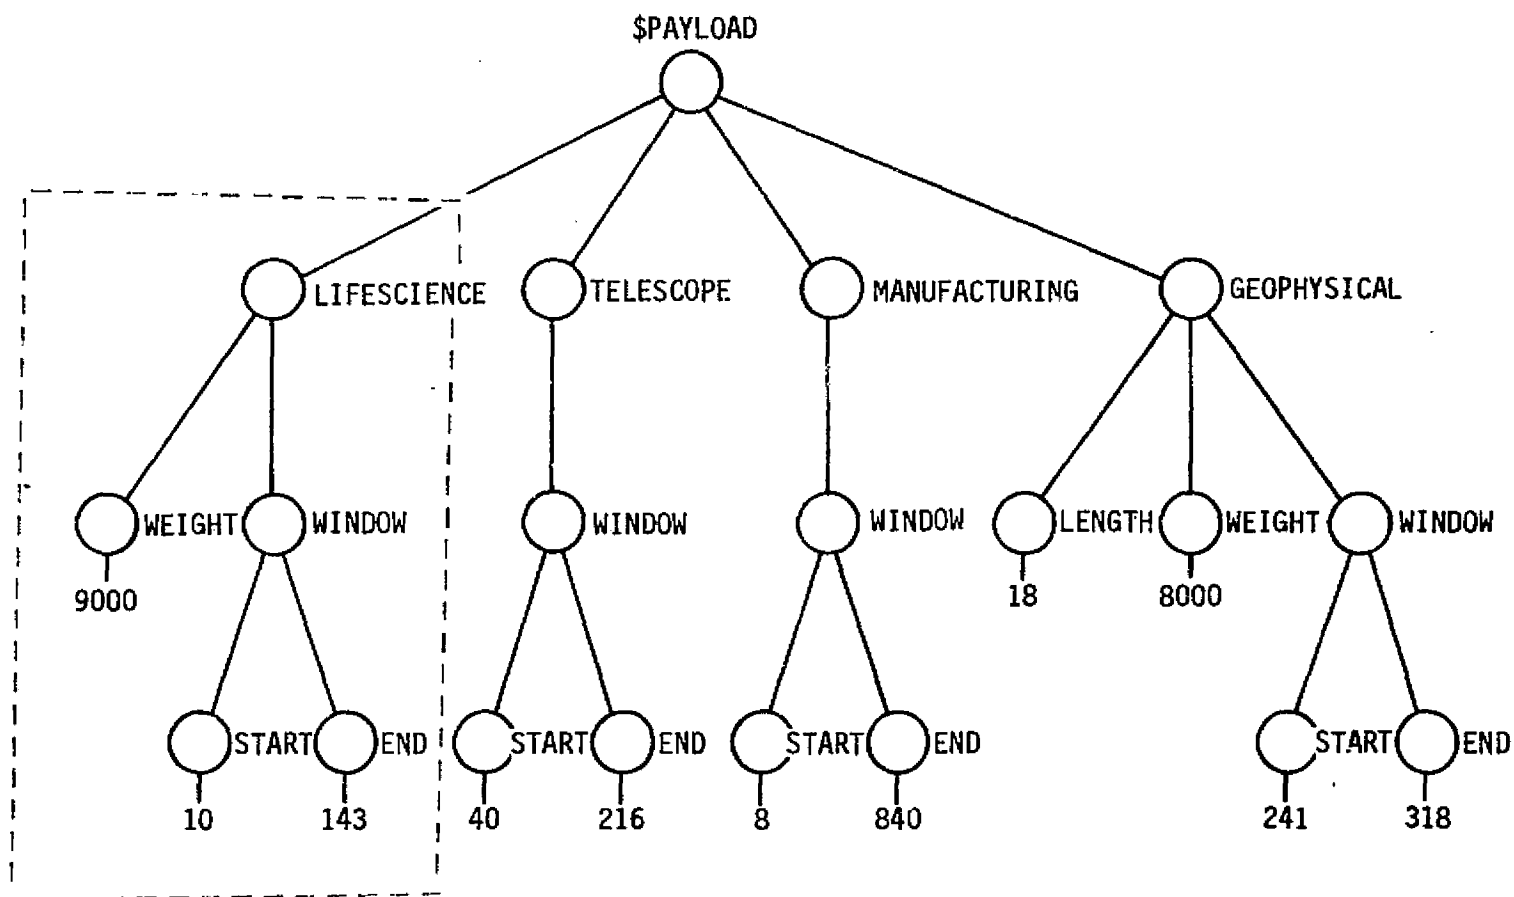 $PAYLOAD
LIFESCIENCE TELESCOPE MANUFACTURING GEOPHYSICAL
WEIGHT WINDOW WINDOW WINDOW LENGTH WEIGHT WINDOW
9000 18 8000
START END START END START END START END
10 143 40 216 8 840 241 318